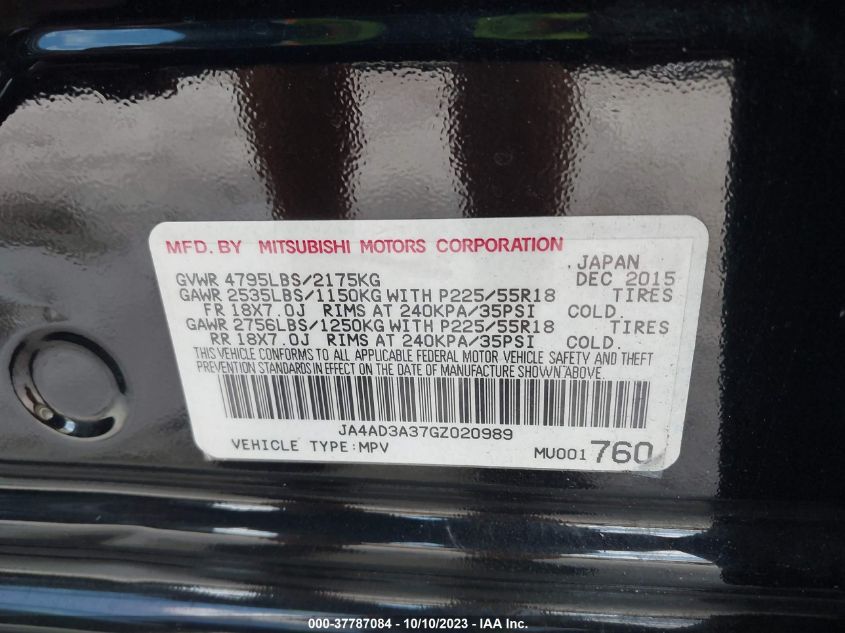 MFD. BY MITSUBISHI MOTORS CORPORATION
JAPAN
GVWR 4795LBS/2175KG DEC 2015
GAWR 2535LBS/1150KG WITH P225/55R18 TIRES
FR 18X7.0J RIMS AT 240KPA/35PSI COLD.
GAWR 2756LBS/1250KG WITH P225/55R18 TIRES
RR 18X7.0J RIMS AT 240KPA/35PSI COLD.
THIS VEHICLE CONFORMS TO ALL APPLICABLE FEDERAL MOTOR VEHICLE SAFETY AND THEFT
PREVENTION STANDARDS IN EFFECT ON THE DATE OF MANUFACTURE SHOWN ABOVE.
JA4AD3A37GZ020989
VEHICLE TYPE:MPV MU001760
000-37787084 - 10/10/2023 - IAA Inc.